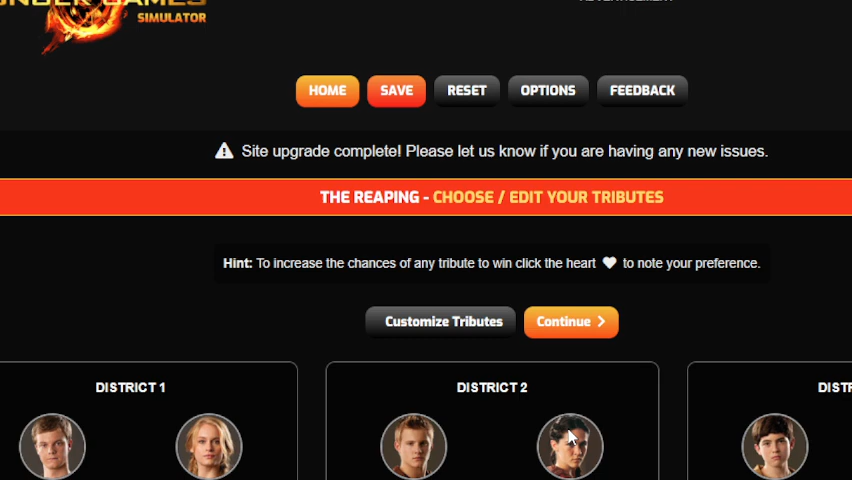 SIMULATOR
HOME SAVE RESET OPTIONS FEEDBACK
Site upgrade complete! Please let us know if you are having any new issues.
THE REAPING - CHOOSE / EDIT YOUR TRIBUTES
Hint: To increase the chances of any tribute to win click the heart to note your preference.
Customize Tributes Continue
DISTRICT 1 DISTRICT 2